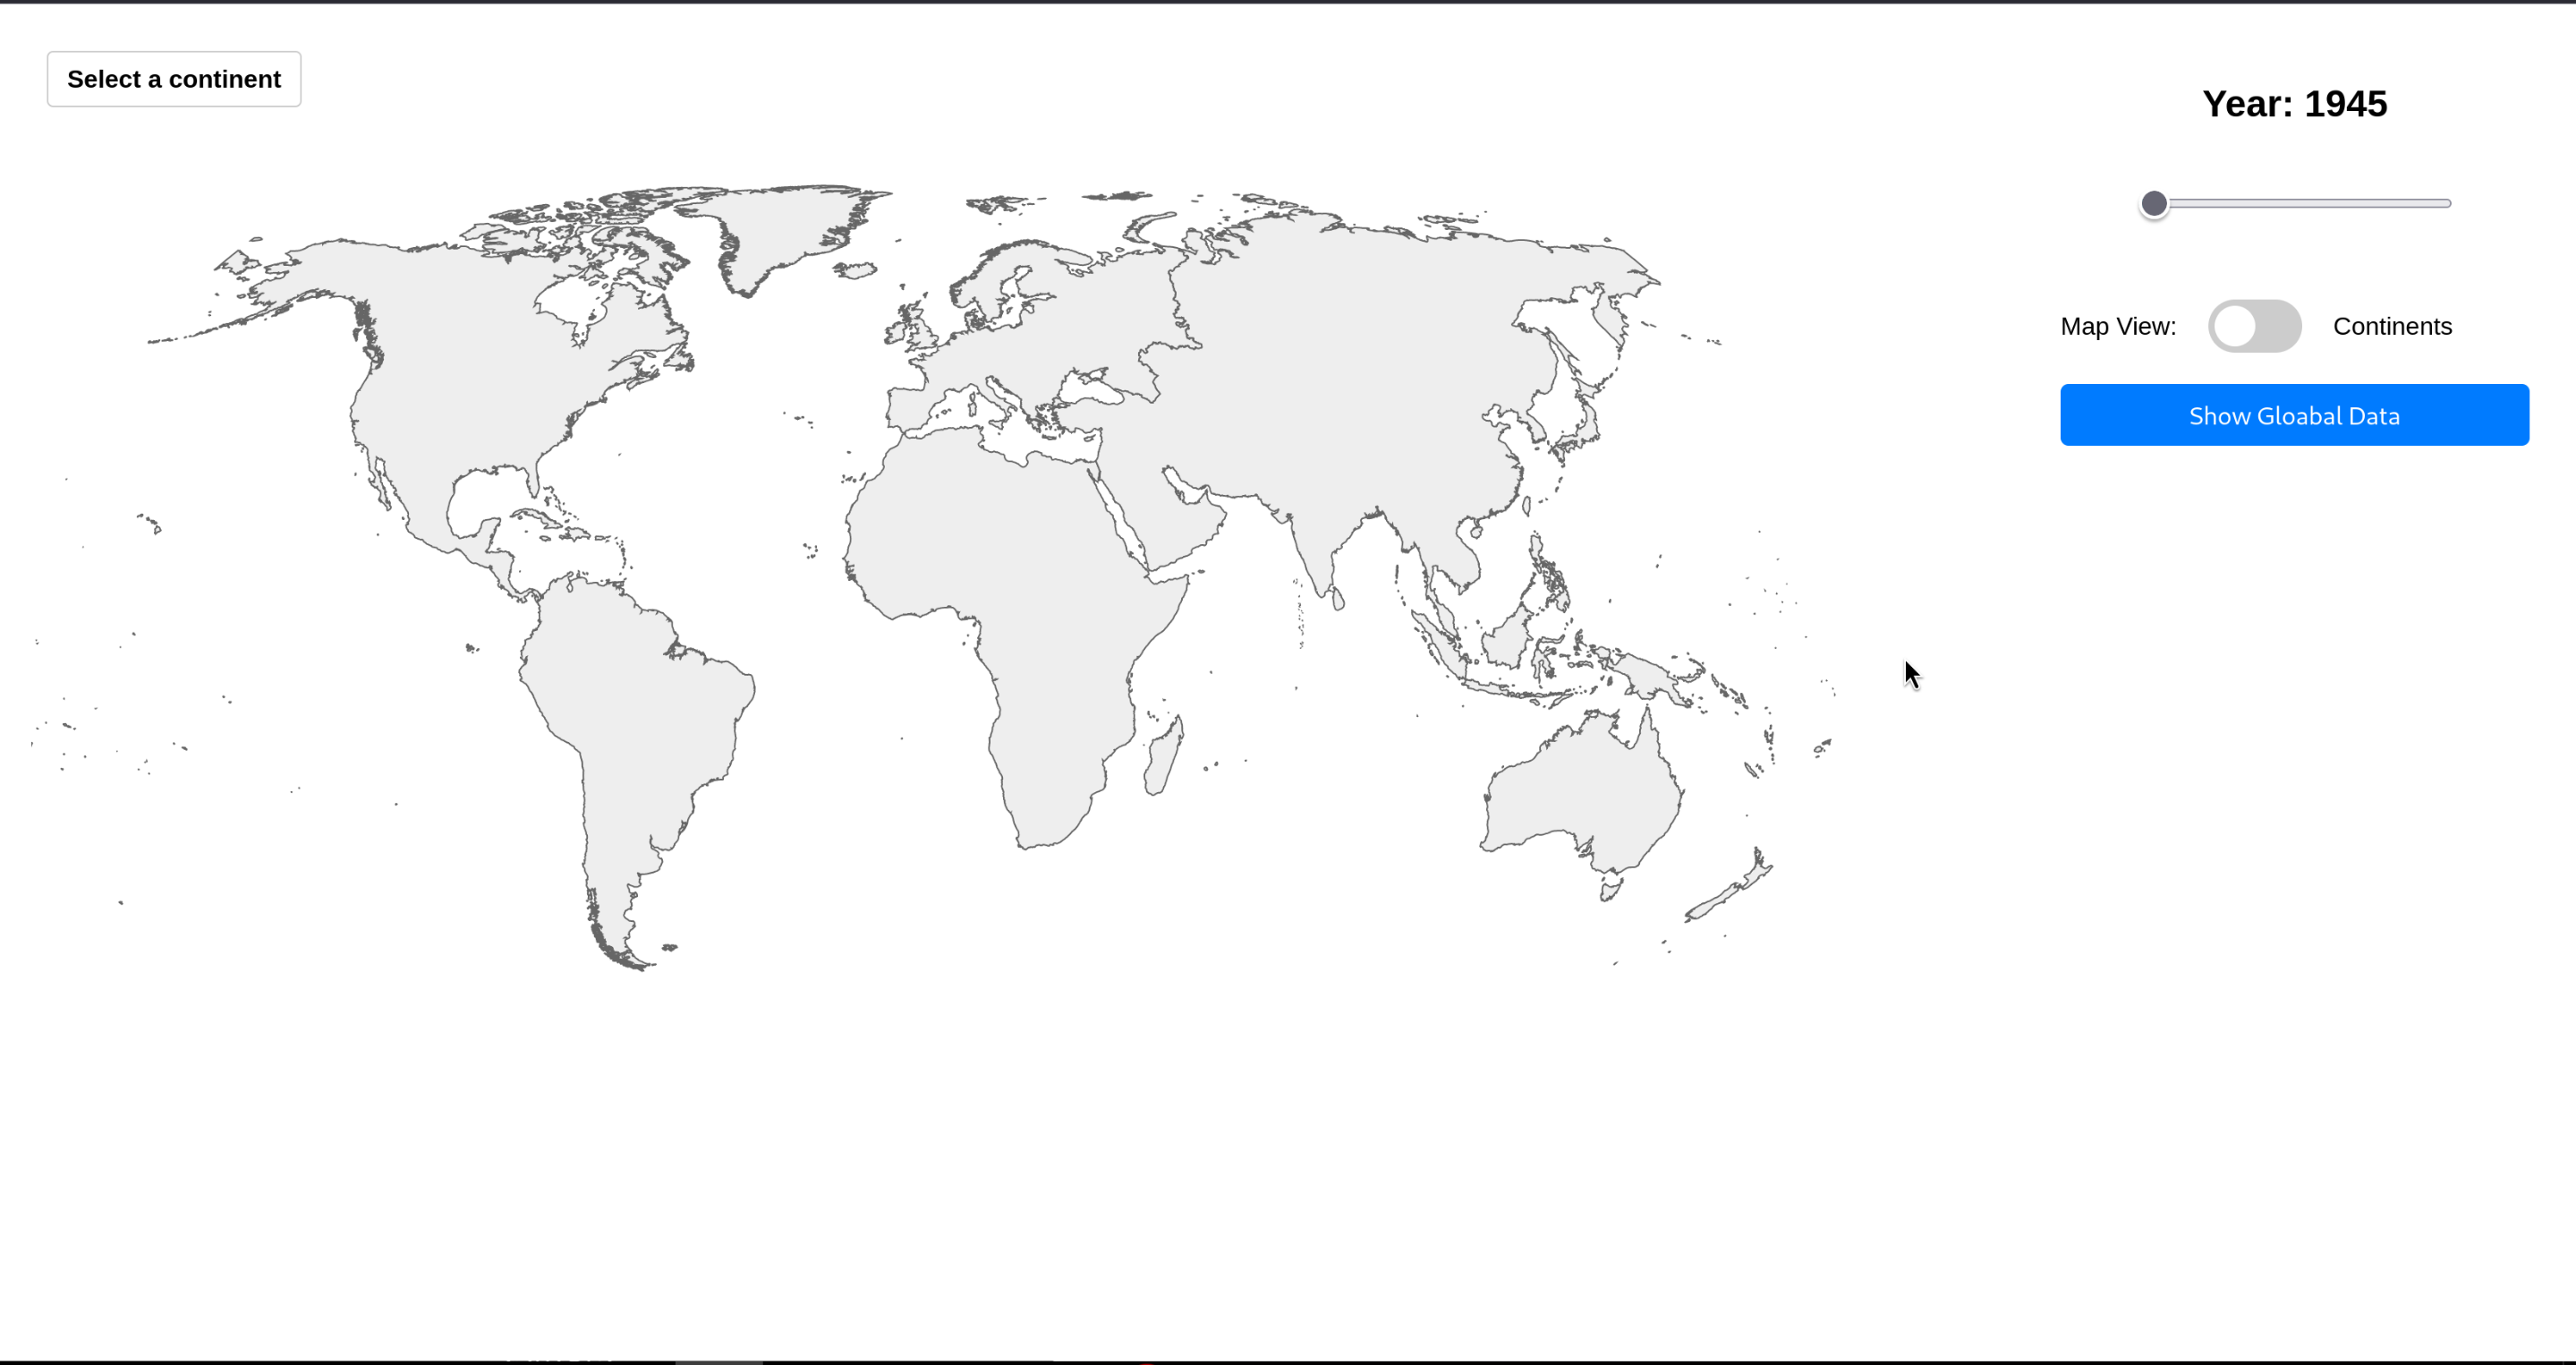 Select a continent
Year: 1945
Map View:
Continents
Show Gloabal Data